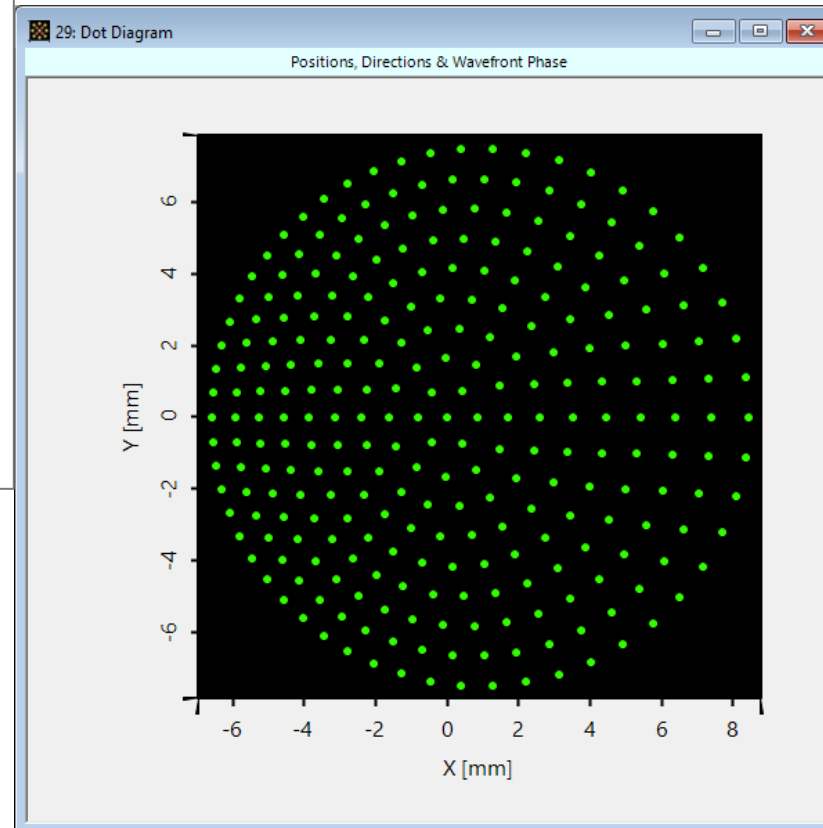 29: Dot Diagram
Positions, Directions & Wavefront Phase
6
4
2
0
-2
-4
-6
Y [mm]
-6 -4 -2 0 2 4 6 8
X [mm]